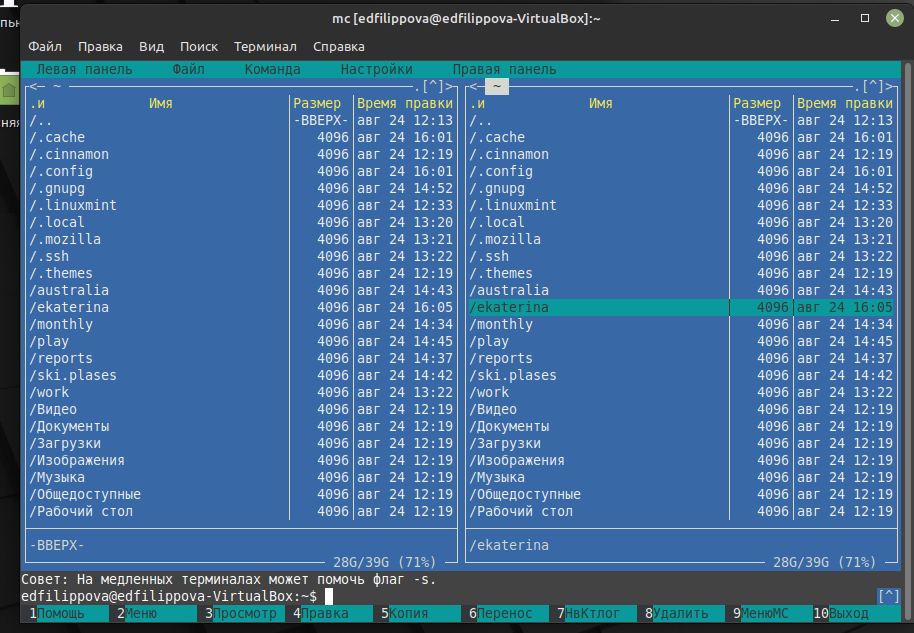 mc [edfilippova@edfilippova-VirtualBox]:~
Файл Правка Вид Поиск Терминал Справка
Левая панель Файл Команда Настройки Правая панель
<─ ~ .[^]> <─ ~ .[^]>
.и Имя Размер Время правки .и Имя Размер Время правки
/.. -ВВЕРХ- авг 24 12:13 /.. -ВВЕРХ- авг 24 12:13
/.cache 4096 авг 24 16:01 /.cache 4096 авг 24 16:01
/.cinnamon 4096 авг 24 12:19 /.cinnamon 4096 авг 24 12:19
/.config 4096 авг 24 16:01 /.config 4096 авг 24 16:01
/.gnupg 4096 авг 24 14:52 /.gnupg 4096 авг 24 14:52
/.linuxmint 4096 авг 24 12:33 /.linuxmint 4096 авг 24 12:33
/.local 4096 авг 24 13:20 /.local 4096 авг 24 13:20
/.mozilla 4096 авг 24 13:21 /.mozilla 4096 авг 24 13:21
/.ssh 4096 авг 24 13:22 /.ssh 4096 авг 24 13:22
/.themes 4096 авг 24 12:19 /.themes 4096 авг 24 12:19
/australia 4096 авг 24 14:43 /australia 4096 авг 24 14:43
/ekaterina 4096 авг 24 16:05 /ekaterina 4096 авг 24 16:05
/monthly 4096 авг 24 14:34 /monthly 4096 авг 24 14:34
/play 4096 авг 24 14:45 /play 4096 авг 24 14:45
/reports 4096 авг 24 14:37 /reports 4096 авг 24 14:37
/ski.plases 4096 авг 24 14:42 /ski.plases 4096 авг 24 14:42
/work 4096 авг 24 13:22 /work 4096 авг 24 13:22
/Видео 4096 авг 24 12:19 /Видео 4096 авг 24 12:19
/Документы 4096 авг 24 12:19 /Документы 4096 авг 24 12:19
/Загрузки 4096 авг 24 12:19 /Загрузки 4096 авг 24 12:19
/Изображения 4096 авг 24 12:19 /Изображения 4096 авг 24 12:19
/Музыка 4096 авг 24 12:19 /Музыка 4096 авг 24 12:19
/Общедоступные 4096 авг 24 12:19 /Общедоступные 4096 авг 24 12:19
/Рабочий стол 4096 авг 24 12:19 /Рабочий стол 4096 авг 24 12:19
-ВВЕРХ- /ekaterina
28G/39G (71%) 28G/39G (71%)
Совет: На медленных терминалах может помочь флаг -s.
edfilippova@edfilippova-VirtualBox:~$ [^]
1Помощь 2Меню 3Просмотр 4Правка 5Копия 6Перенос 7НвКтлог 8Удалить 9МенюМС 10Выход